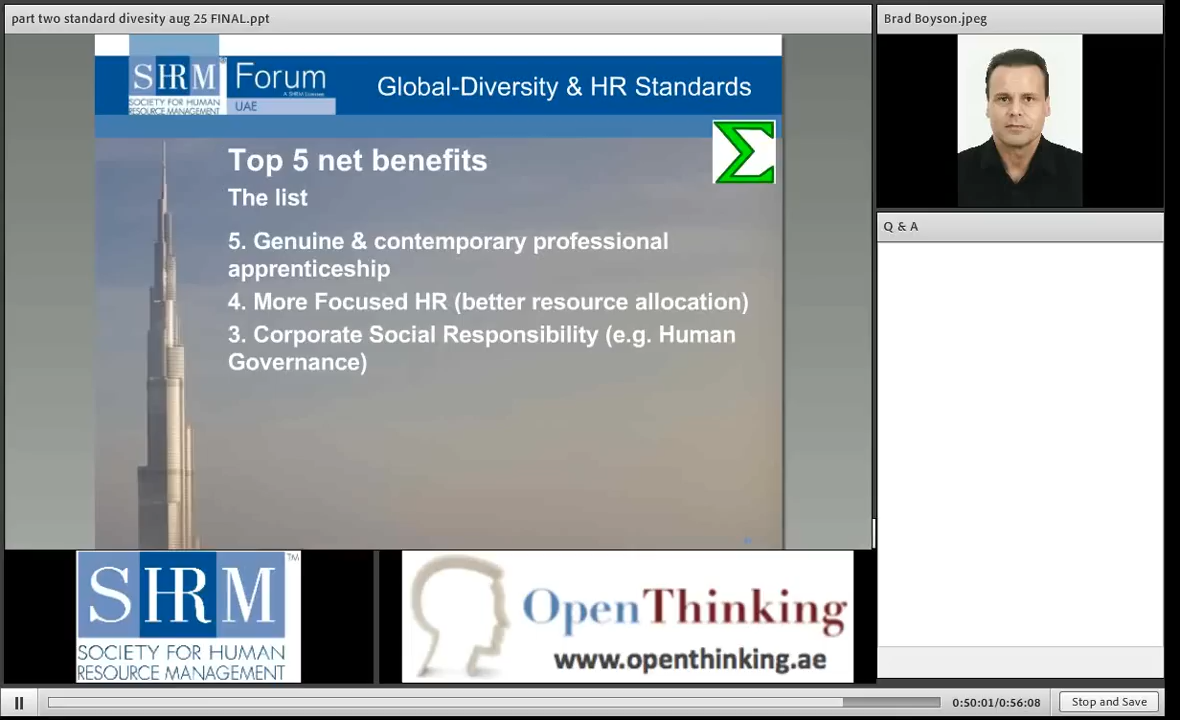 part two standard divesity aug 25 FINAL.ppt
Brad Boyson.jpeg
SHRM
SOCIETY FOR HUMAN
RESOURCE MANAGEMENT
Forum
UAE
Global-Diversity & HR Standards
Top 5 net benefits
The list
5. Genuine & contemporary professional
apprenticeship
4. More Focused HR (better resource allocation)
3. Corporate Social Responsibility (e.g. Human
Governance)
Q & A
SHRM™
SOCIETY FOR HUMAN
RESOURCE MANAGEMENT
OpenThinking
www.openthinking.ae
0:50:01/0:56:08
Stop and Save